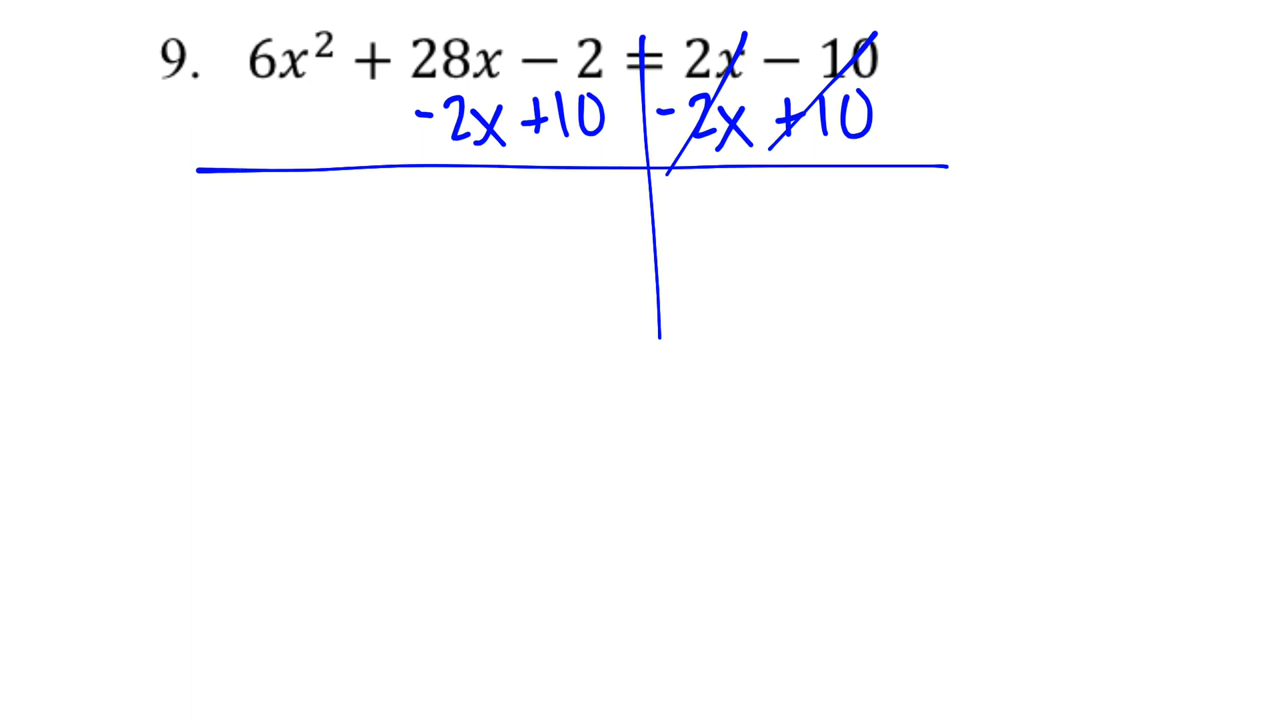 9. 6x² + 28x − 2 = 2x − 10
-2x +10 -2x +10